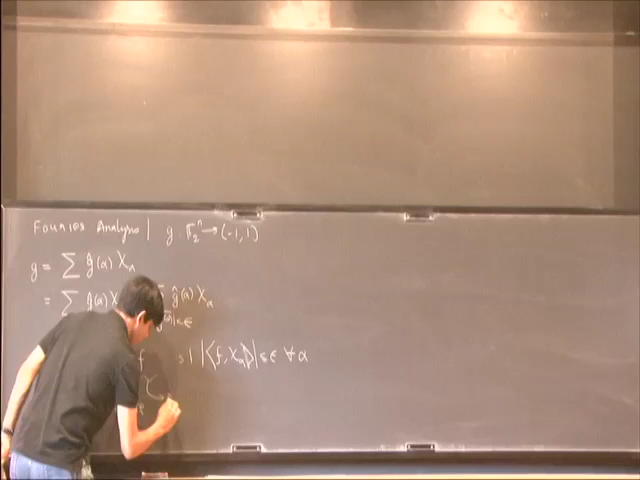 Fourier Analysis | g: 𝔽₂ⁿ → (-1, 1)
g = ∑ ĝ(α) χ_α
= ∑ ĝ(α) χ ĝ(α) χ_α
≤ ε
f s.t |⟨f, χ_α⟩| ≤ ε ∀ α